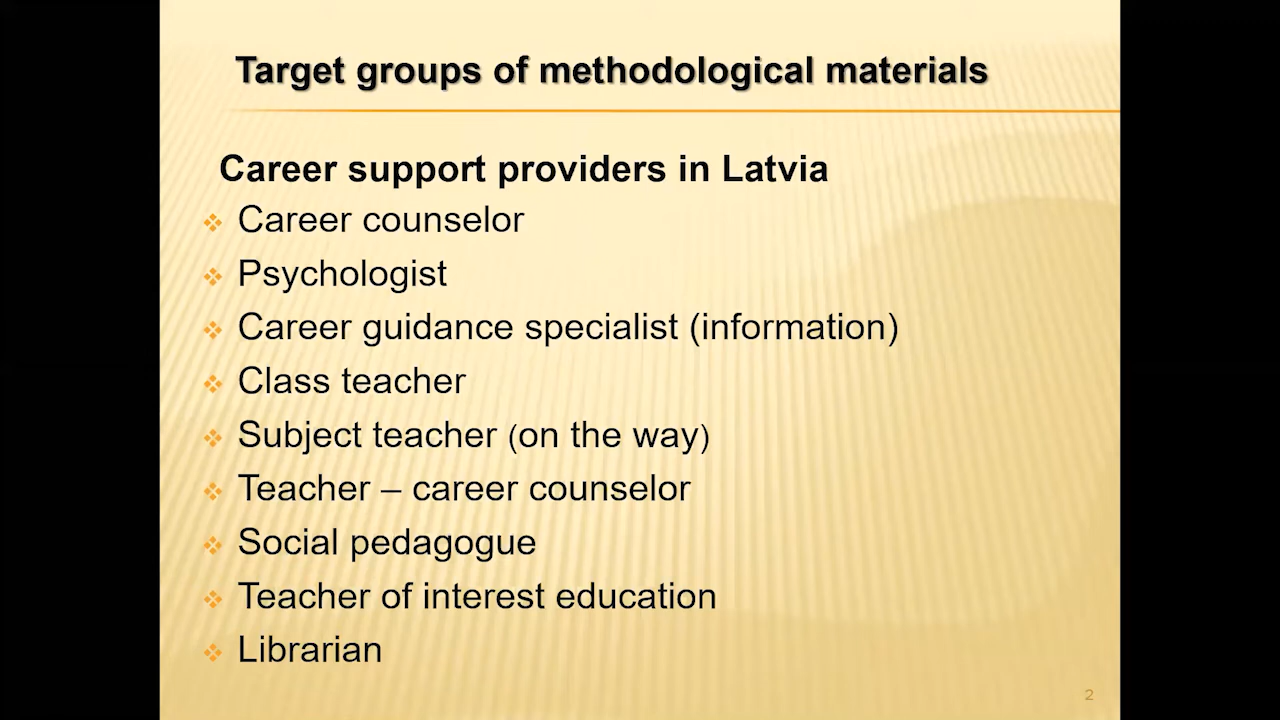 Target groups of methodological materials
Career support providers in Latvia
Career counselor
Psychologist
Career guidance specialist (information)
Class teacher
Subject teacher (on the way)
Teacher – career counselor
Social pedagogue
Teacher of interest education
Librarian
2